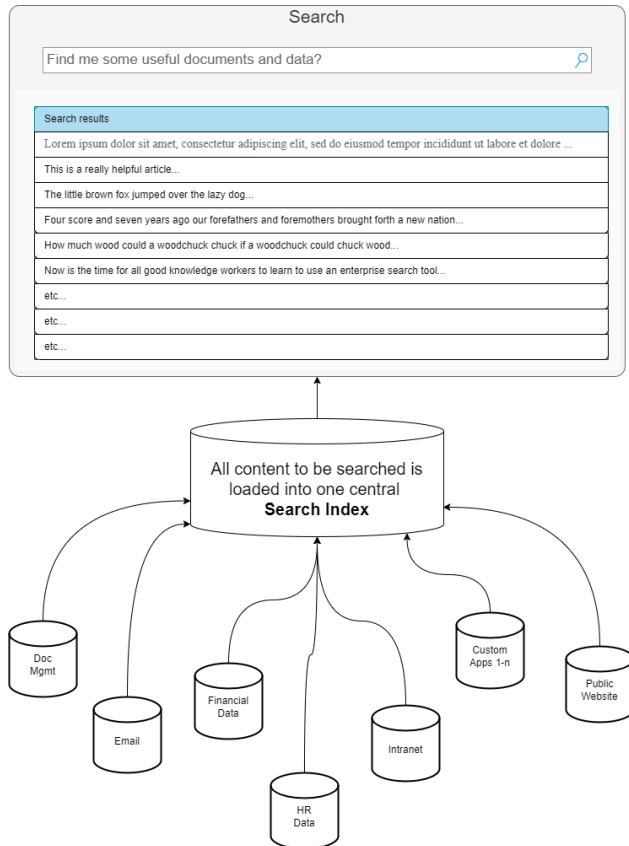 Search
Find me some useful documents and data?
Search results
Lorem ipsum dolor sit amet, consectetur adipiscing elit, sed do eiusmod tempor incididunt ut labore et dolore ...
This is a really helpful article...
The little brown fox jumped over the lazy dog...
Four score and seven years ago our forefathers and foremothers brought forth a new nation...
How much wood could a woodchuck chuck if a woodchuck could chuck wood...
Now is the time for all good knowledge workers to learn to use an enterprise search tool...
etc...
etc...
etc...
All content to be searched is
loaded into one central
Search Index
Doc
Mgmt
Email
Financial
Data
HR
Data
Intranet
Custom
Apps 1-n
Public
Website